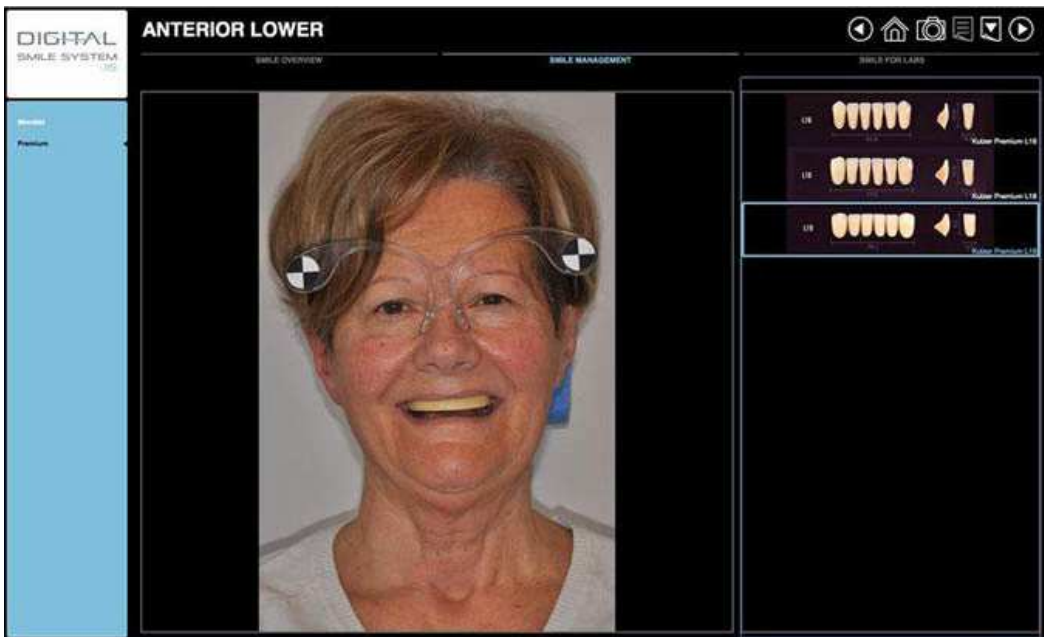 DIGITAL
SMILE SYSTEM
ANTERIOR LOWER
SMILE OVERVIEW
SMILE MANAGEMENT
SMILE FOR LABS
Premium
L18
Kulzer Premium L18
L18
Kulzer Premium L18
L18
Kulzer Premium L18